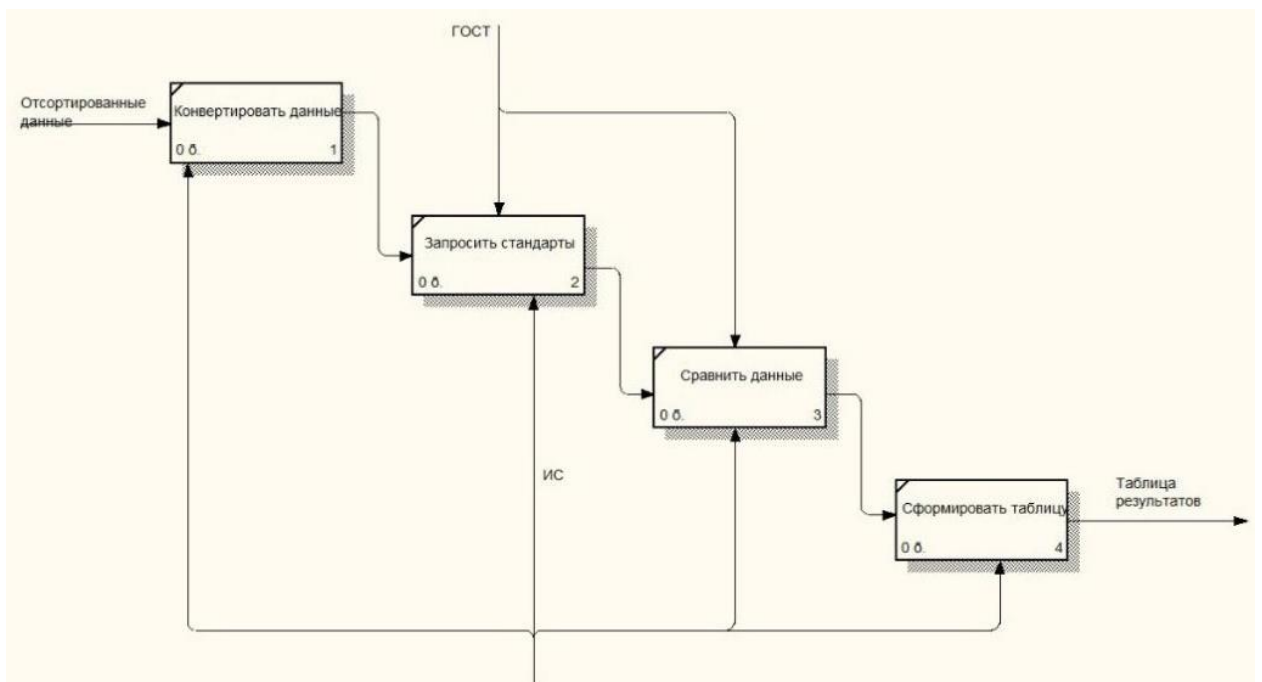 ГОСТ
Отсортированные
данные
Конвертировать данные
0 б. 1
Запросить стандарты
0 б. 2
Сравнить данные
0 б. 3
ИС
Таблица
результатов
Сформировать таблицу
0 б. 4